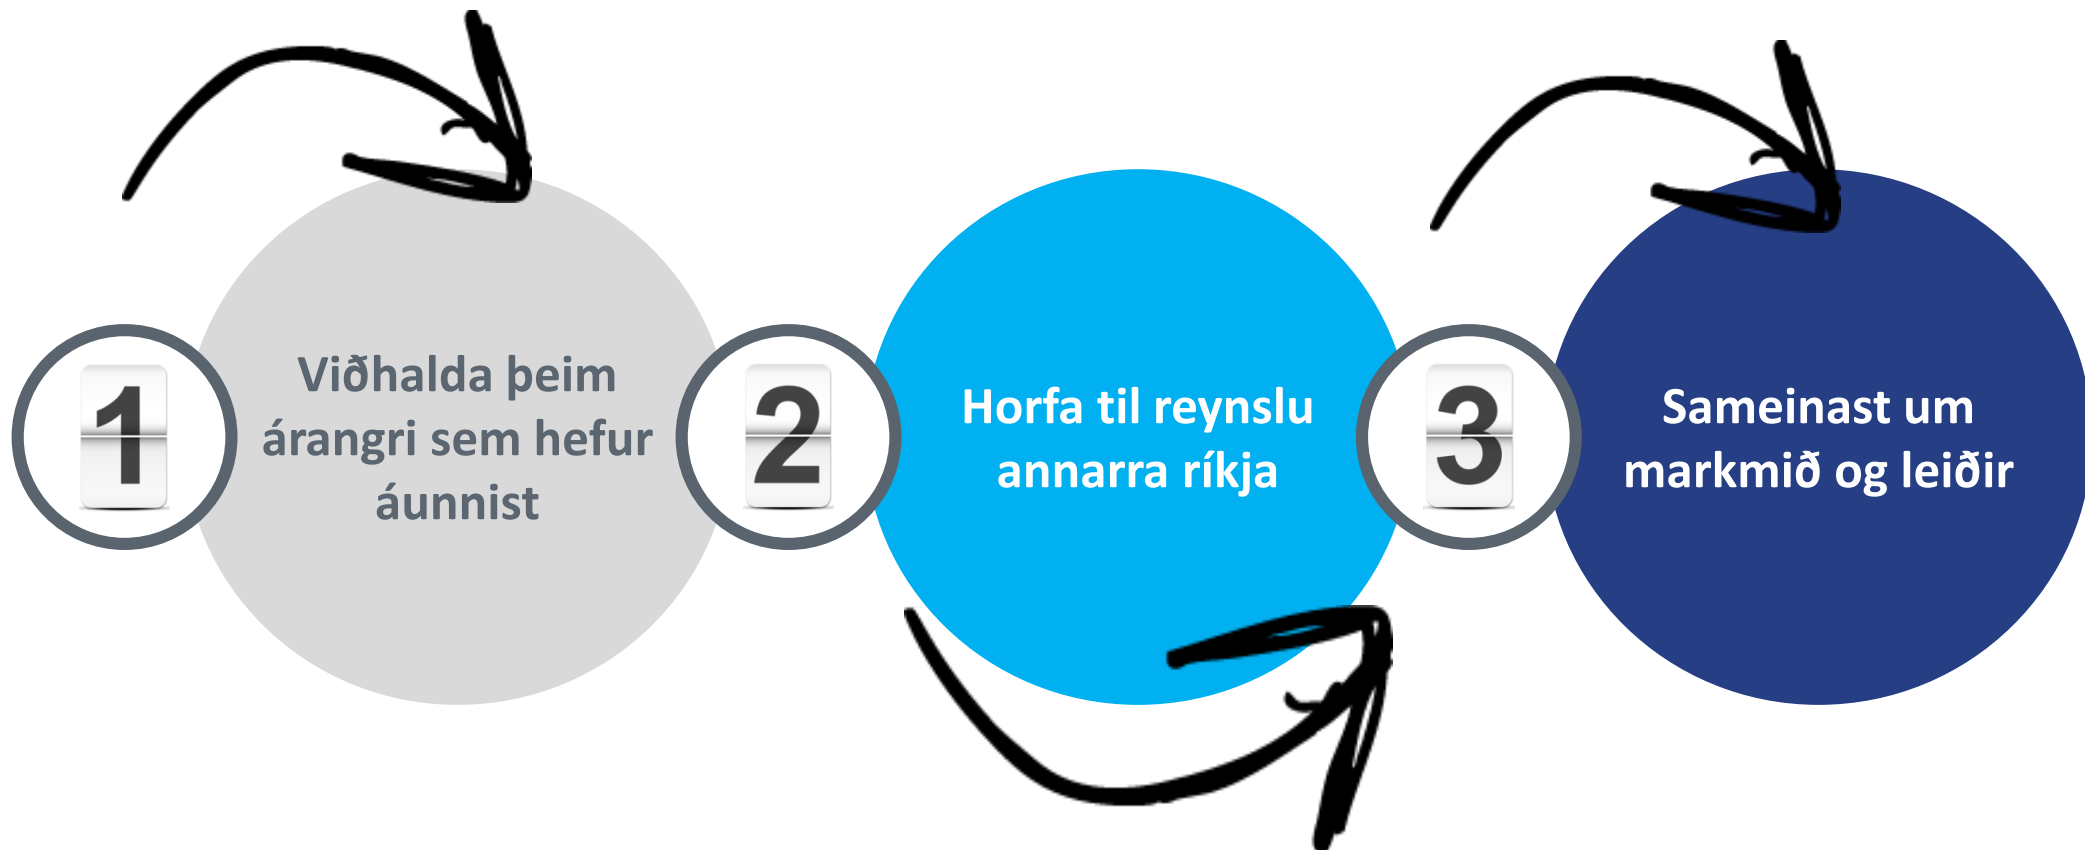 1
Viðhalda þeim
árangri sem hefur
áunnist
2
Horfa til reynslu
annarra ríkja
3
Sameinast um
markmið og leiðir